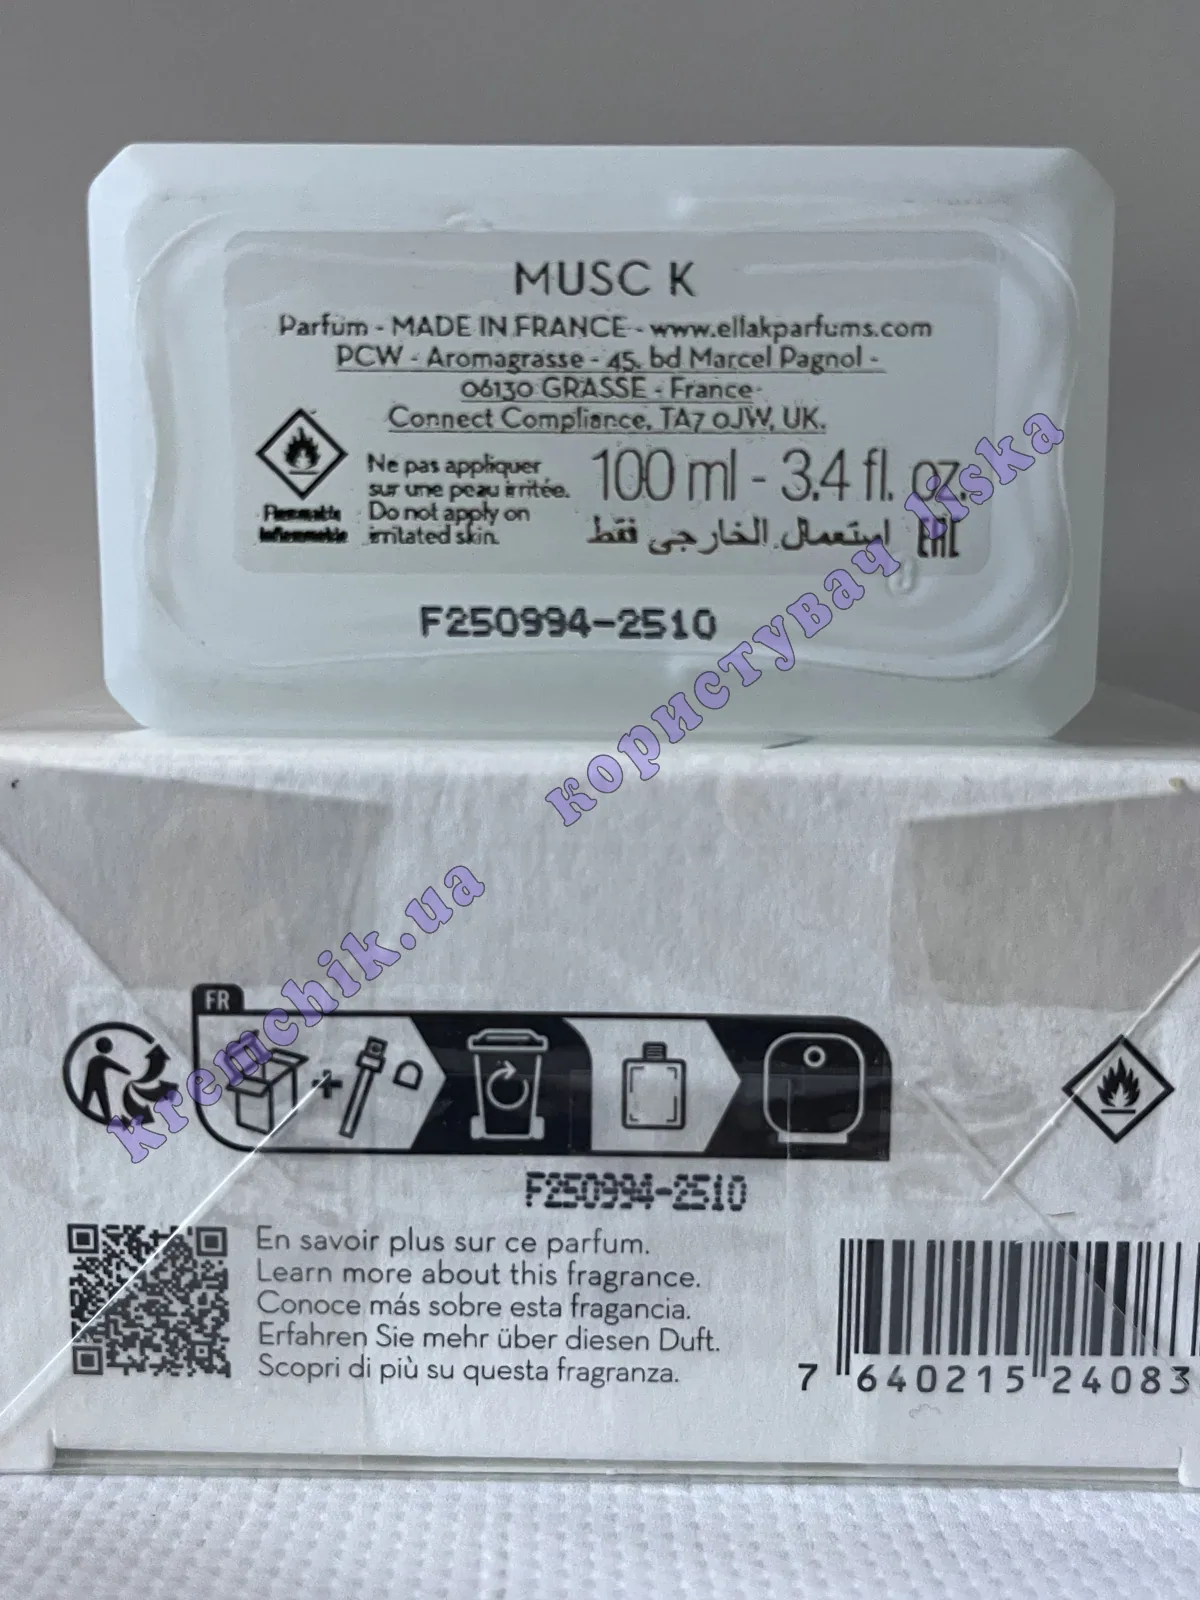 MUSC K
Parfum - MADE IN FRANCE - www.ellakparfums.com
PCW - Aromagrasse - 45, bd Marcel Pagnol -
06130 GRASSE - France
Connect Compliance, TA7 0JW, UK.
Flammable
Inflammable
Ne pas appliquer
sur une peau irritée.
Do not apply on
irritated skin.
100 ml - 3.4 fl. oz.
استعمال الخارجي فقط
EAC
F250994-2510
kremchik.ua користувач liska
FR
F250994-2510
En savoir plus sur ce parfum.
Learn more about this fragrance.
Conoce más sobre esta fragancia.
Erfahren Sie mehr über diesen Duft.
Scopri di più su questa fragranza.
7 640215 24083